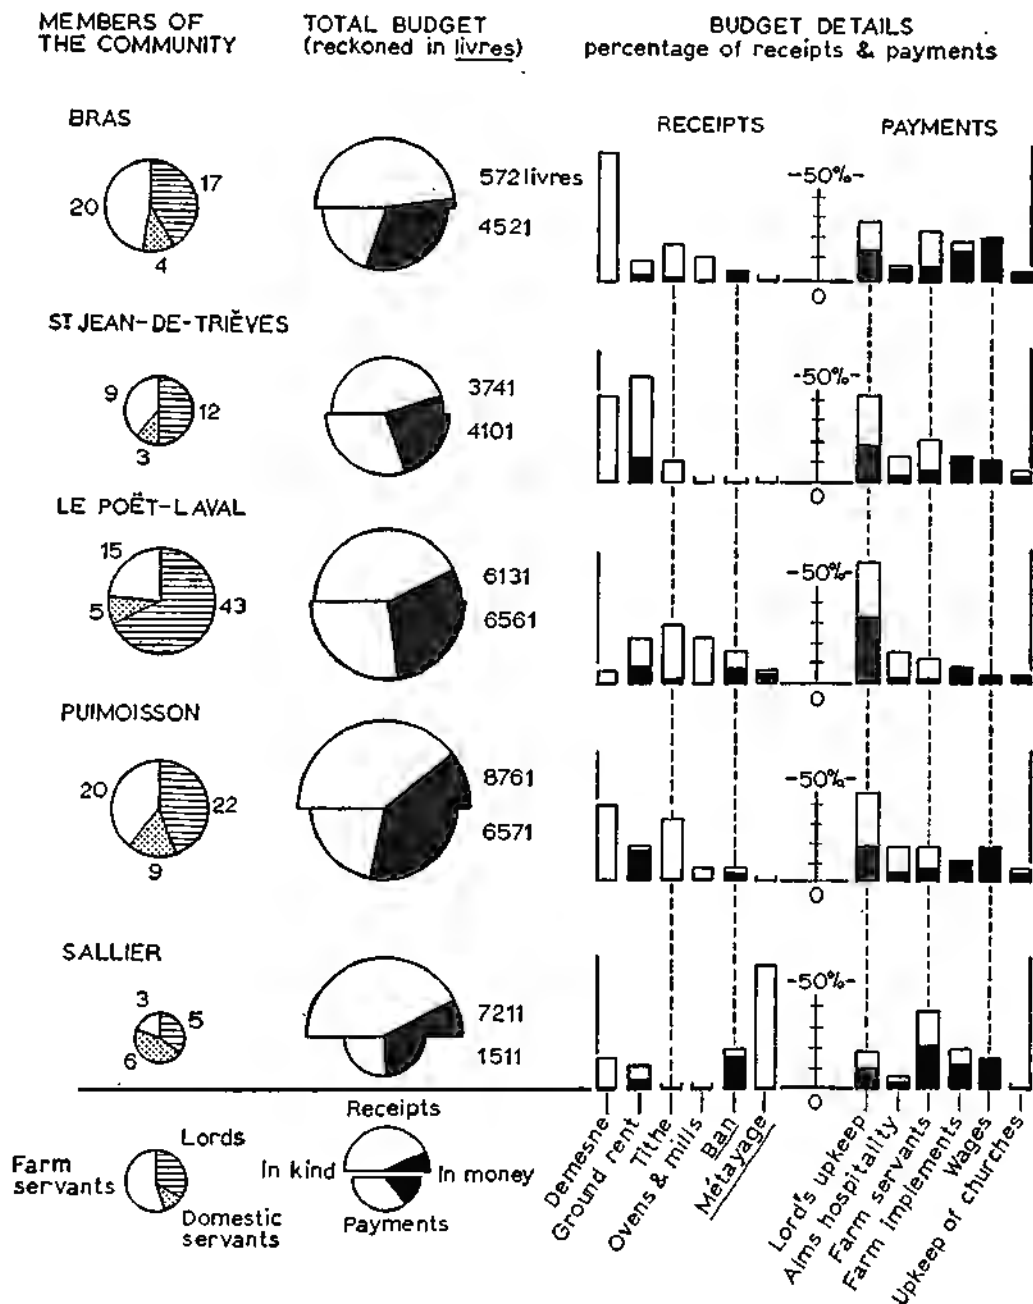 MEMBERS OF
THE COMMUNITY
TOTAL BUDGET
(reckoned in livres)
BUDGET DETAILS
percentage of receipts & payments
RECEIPTS
PAYMENTS
BRAS
20
17
4
572 livres
4521
-50%-
0
ST JEAN-DE-TRIÈVES
9
12
3
3741
4101
-50%-
0
LE POËT-LAVAL
15
5
43
6131
6561
-50%-
0
PUIMOISSON
20
22
9
8761
6571
-50%-
0
SALLIER
3
5
6
7211
1511
-50%-
0
Lords
Farm
servants
Domestic
servants
Receipts
In kind
In money
Payments
Demesne
Ground rent
Tithe
Ovens & mills
Ban
Métayage
Lord's upkeep
Alms hospitality
Farm servants
Farm implements
Wages
Upkeep of churches